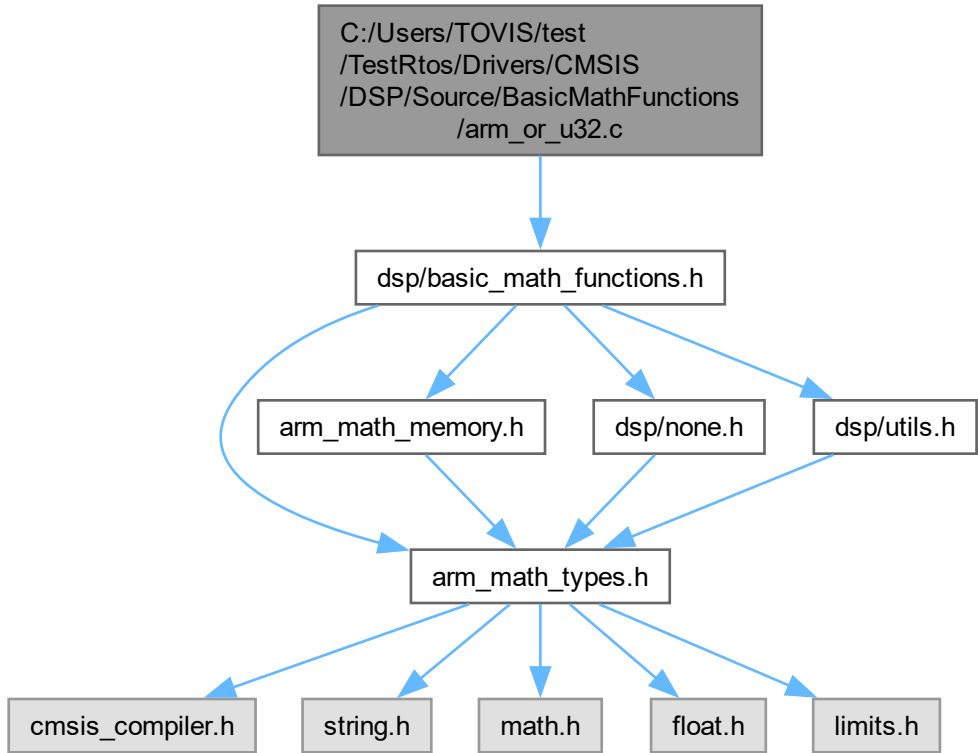 C:/Users/TOVIS/test
/TestRtos/Drivers/CMSIS
/DSP/Source/BasicMathFunctions
/arm_or_u32.c
dsp/basic_math_functions.h
arm_math_memory.h
dsp/none.h
dsp/utils.h
arm_math_types.h
cmsis_compiler.h
string.h
math.h
float.h
limits.h